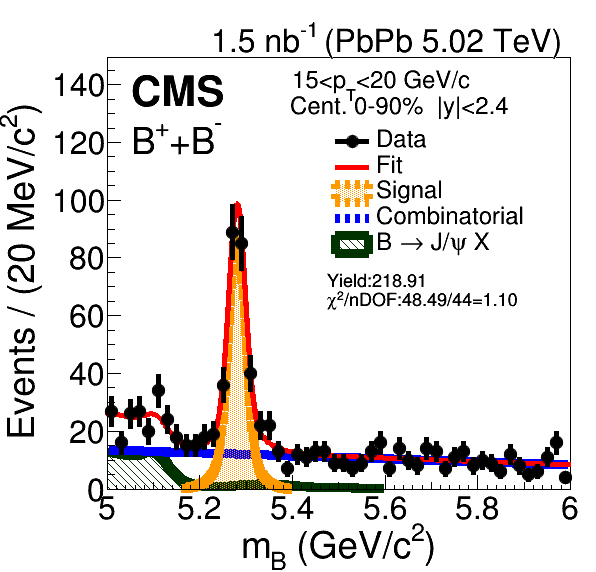 1.5 nb⁻¹ (PbPb 5.02 TeV)
CMS
B⁺+B⁻
15<p_T<20 GeV/c
Cent. 0-90% |y|<2.4
Data
Fit
Signal
Combinatorial
B → J/ψ X
Yield:218.91
χ²/nDOF:48.49/44=1.10
Events / (20 MeV/c²)
140
120
100
80
60
40
20
0
5 5.2 5.4 5.6 5.8 6
m_B (GeV/c²)